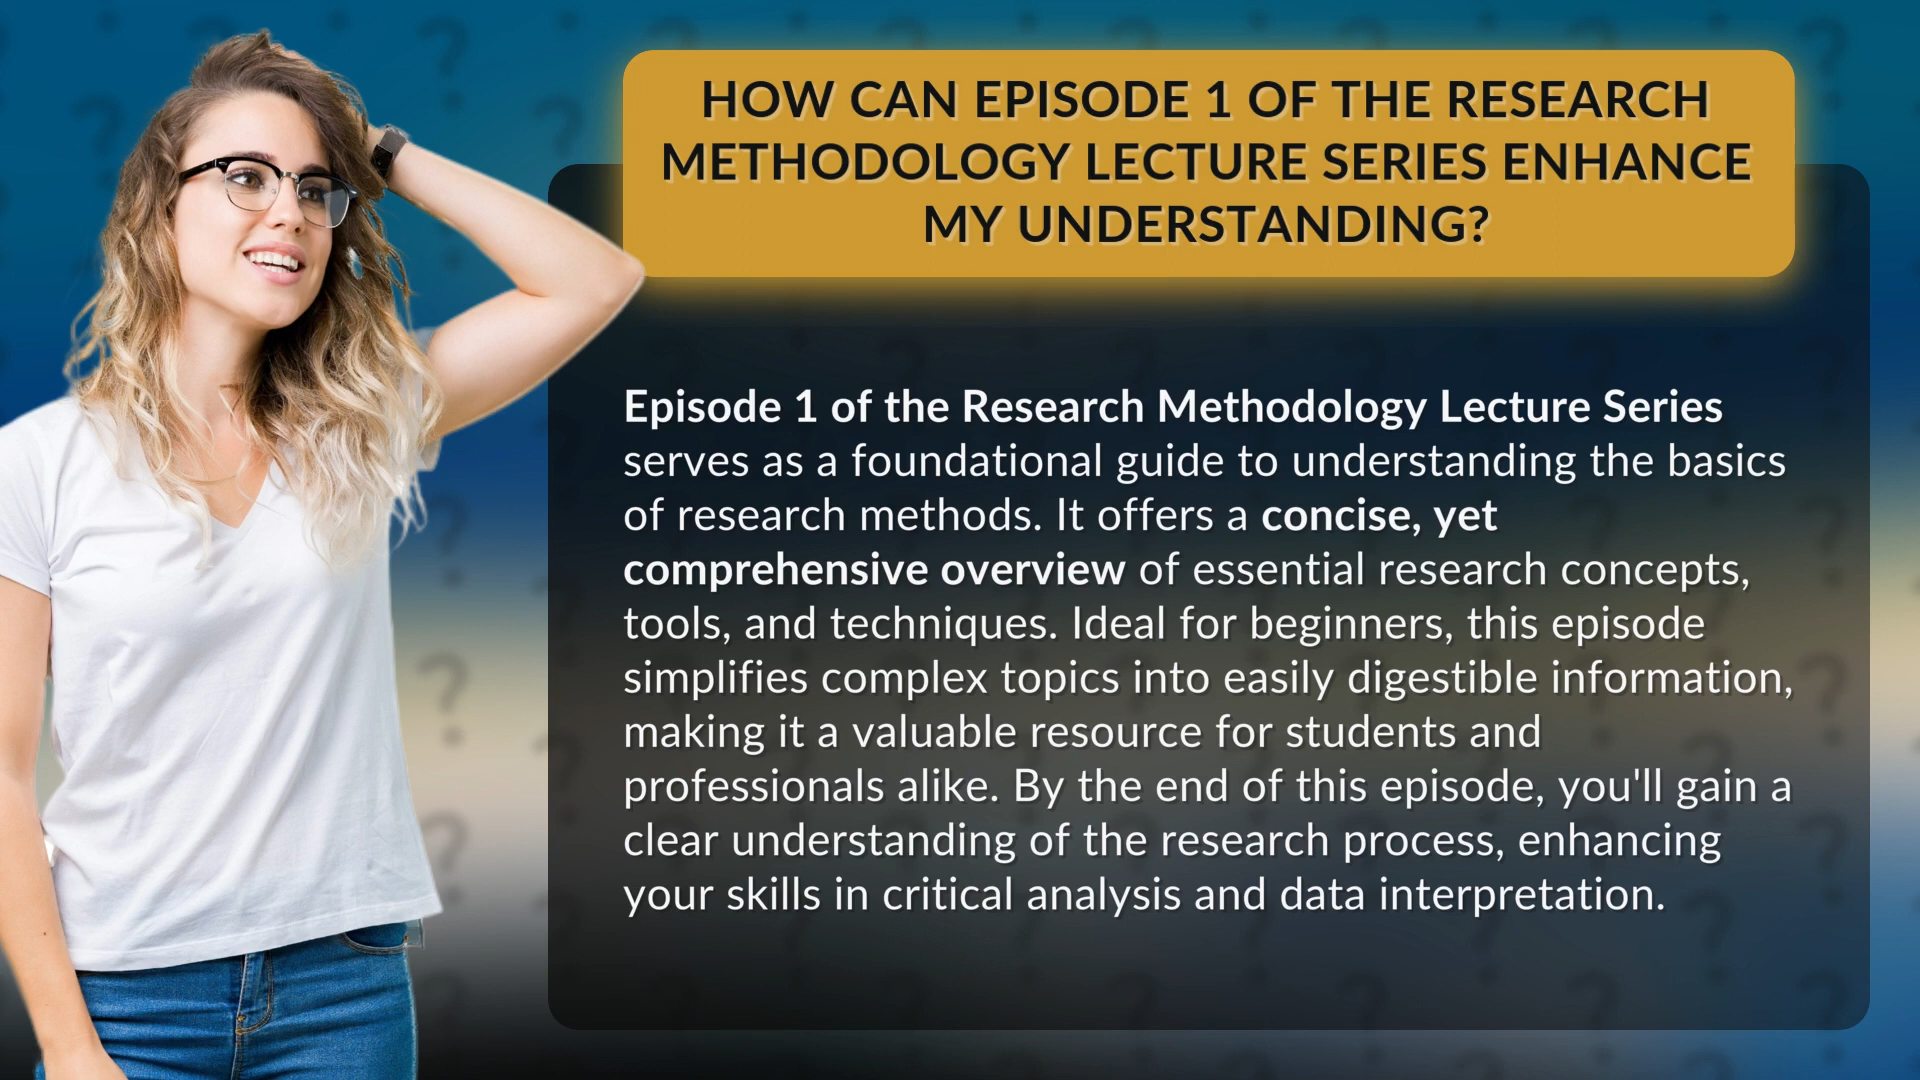 HOW CAN EPISODE 1 OF THE RESEARCH
METHODOLOGY LECTURE SERIES ENHANCE
MY UNDERSTANDING?
Episode 1 of the Research Methodology Lecture Series
serves as a foundational guide to understanding the basics
of research methods. It offers a concise, yet
comprehensive overview of essential research concepts,
tools, and techniques. Ideal for beginners, this episode
simplifies complex topics into easily digestible information,
making it a valuable resource for students and
professionals alike. By the end of this episode, you'll gain a
clear understanding of the research process, enhancing
your skills in critical analysis and data interpretation.